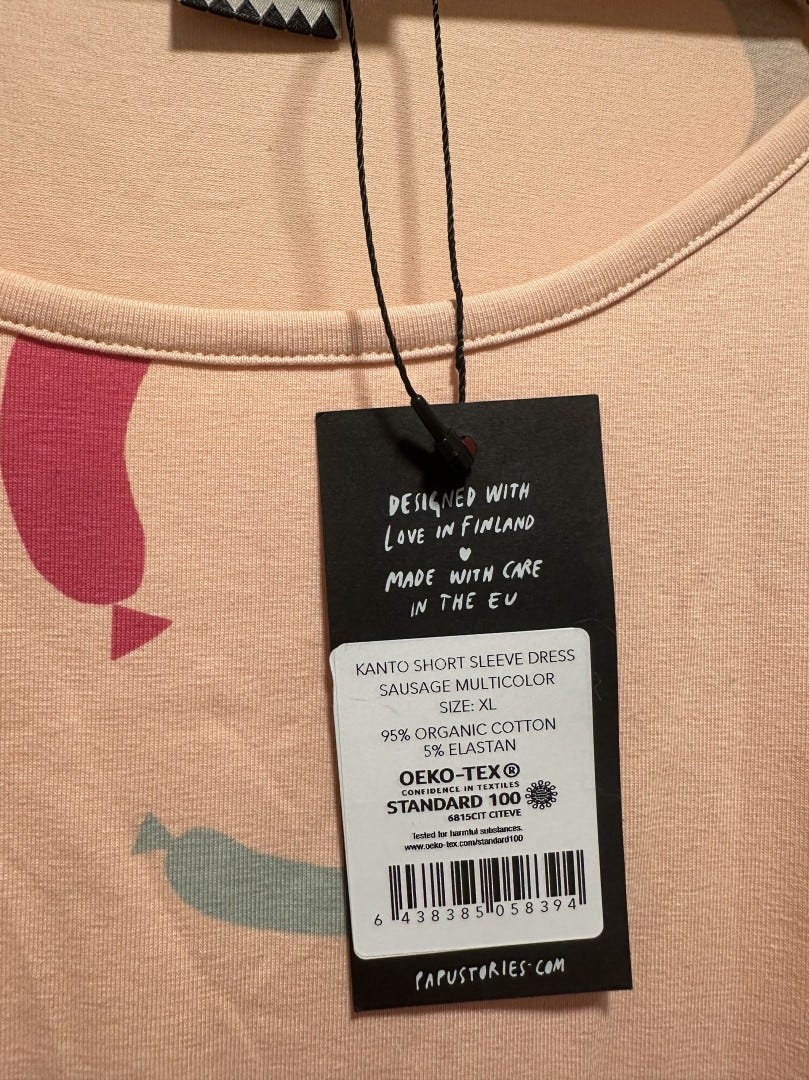 DESIGNED WITH
LOVE IN FINLAND
MADE WITH CARE
IN THE EU
KANTO SHORT SLEEVE DRESS
SAUSAGE MULTICOLOR
SIZE: XL
95% ORGANIC COTTON
5% ELASTAN
OEKO-TEX®
CONFIDENCE IN TEXTILES
STANDARD 100
6815CIT CITEVE
Tested for harmful substances.
www.oeko-tex.com/standard100
6 438385 058394
PAPUSTORIES.COM